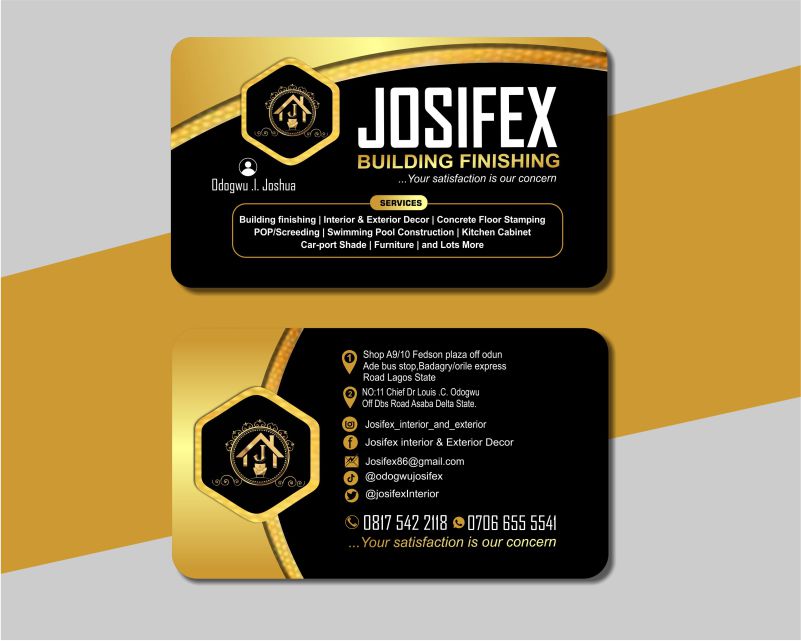 JOSIFEX
BUILDING FINISHING
...Your satisfaction is our concern
Odogwu .I. Joshua
SERVICES
Building finishing | Interior & Exterior Decor | Concrete Floor Stamping
POP/Screeding | Swimming Pool Construction | Kitchen Cabinet
Car-port Shade | Furniture | and Lots More
J
1
Shop A9/10 Fedson plaza off odun
Ade bus stop,Badagry/orile express
Road Lagos State
2
NO:11 Chief Dr Louis .C. Odogwu
Off Dbs Road Asaba Delta State.
Josifex_interior_and_exterior
Josifex interior & Exterior Decor
Josifex86@gmail.com
@odogwujosifex
@josifexInterior
0817 542 2118 0706 655 5541
...Your satisfaction is our concern
J